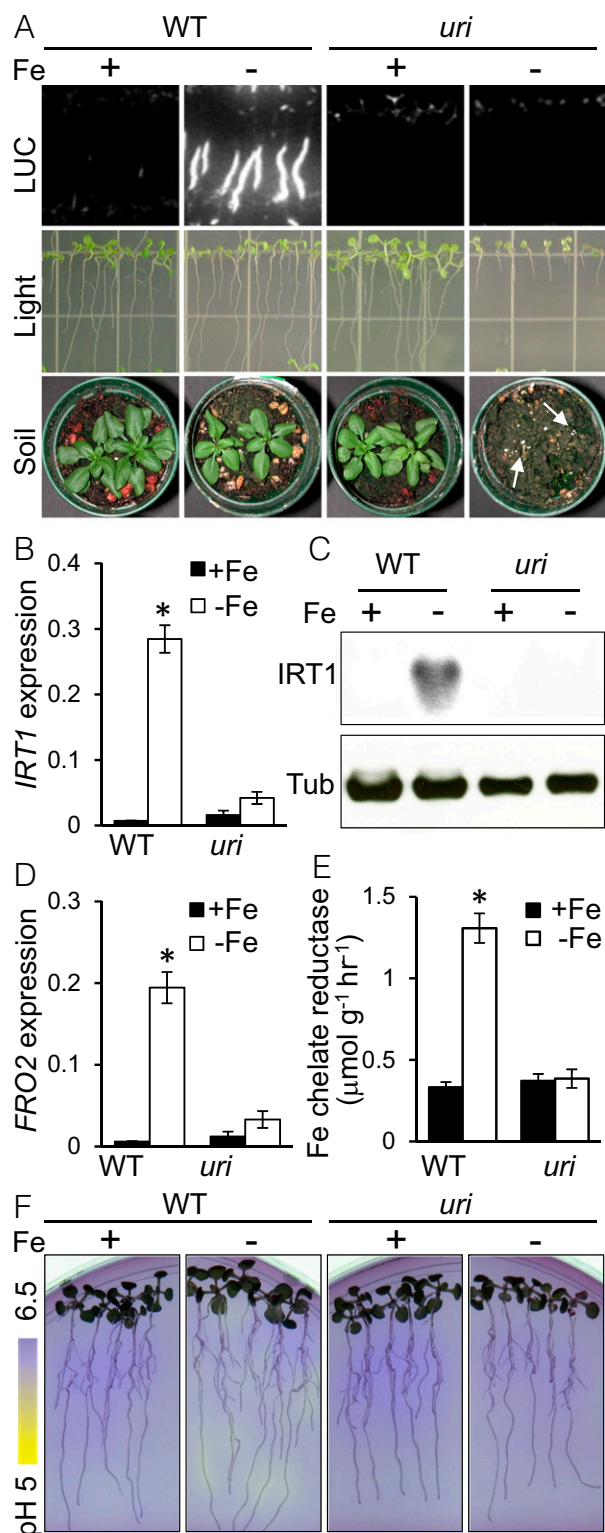 A
WT uri
Fe + - + -
LUC
Light
Soil
B
IRT1 expression
0.4
0.3
0.2
0.1
0
+Fe
-Fe
*
WT uri
C
WT uri
Fe + - + -
IRT1
Tub
D
FRO2 expression
0.3
0.2
0.1
0
+Fe
-Fe
*
WT uri
E
Fe chelate reductase
(µmol g⁻¹ hr⁻¹)
1.5
1
0.5
0
+Fe
-Fe
*
WT uri
F
WT uri
Fe + - + -
pH 5 6.5